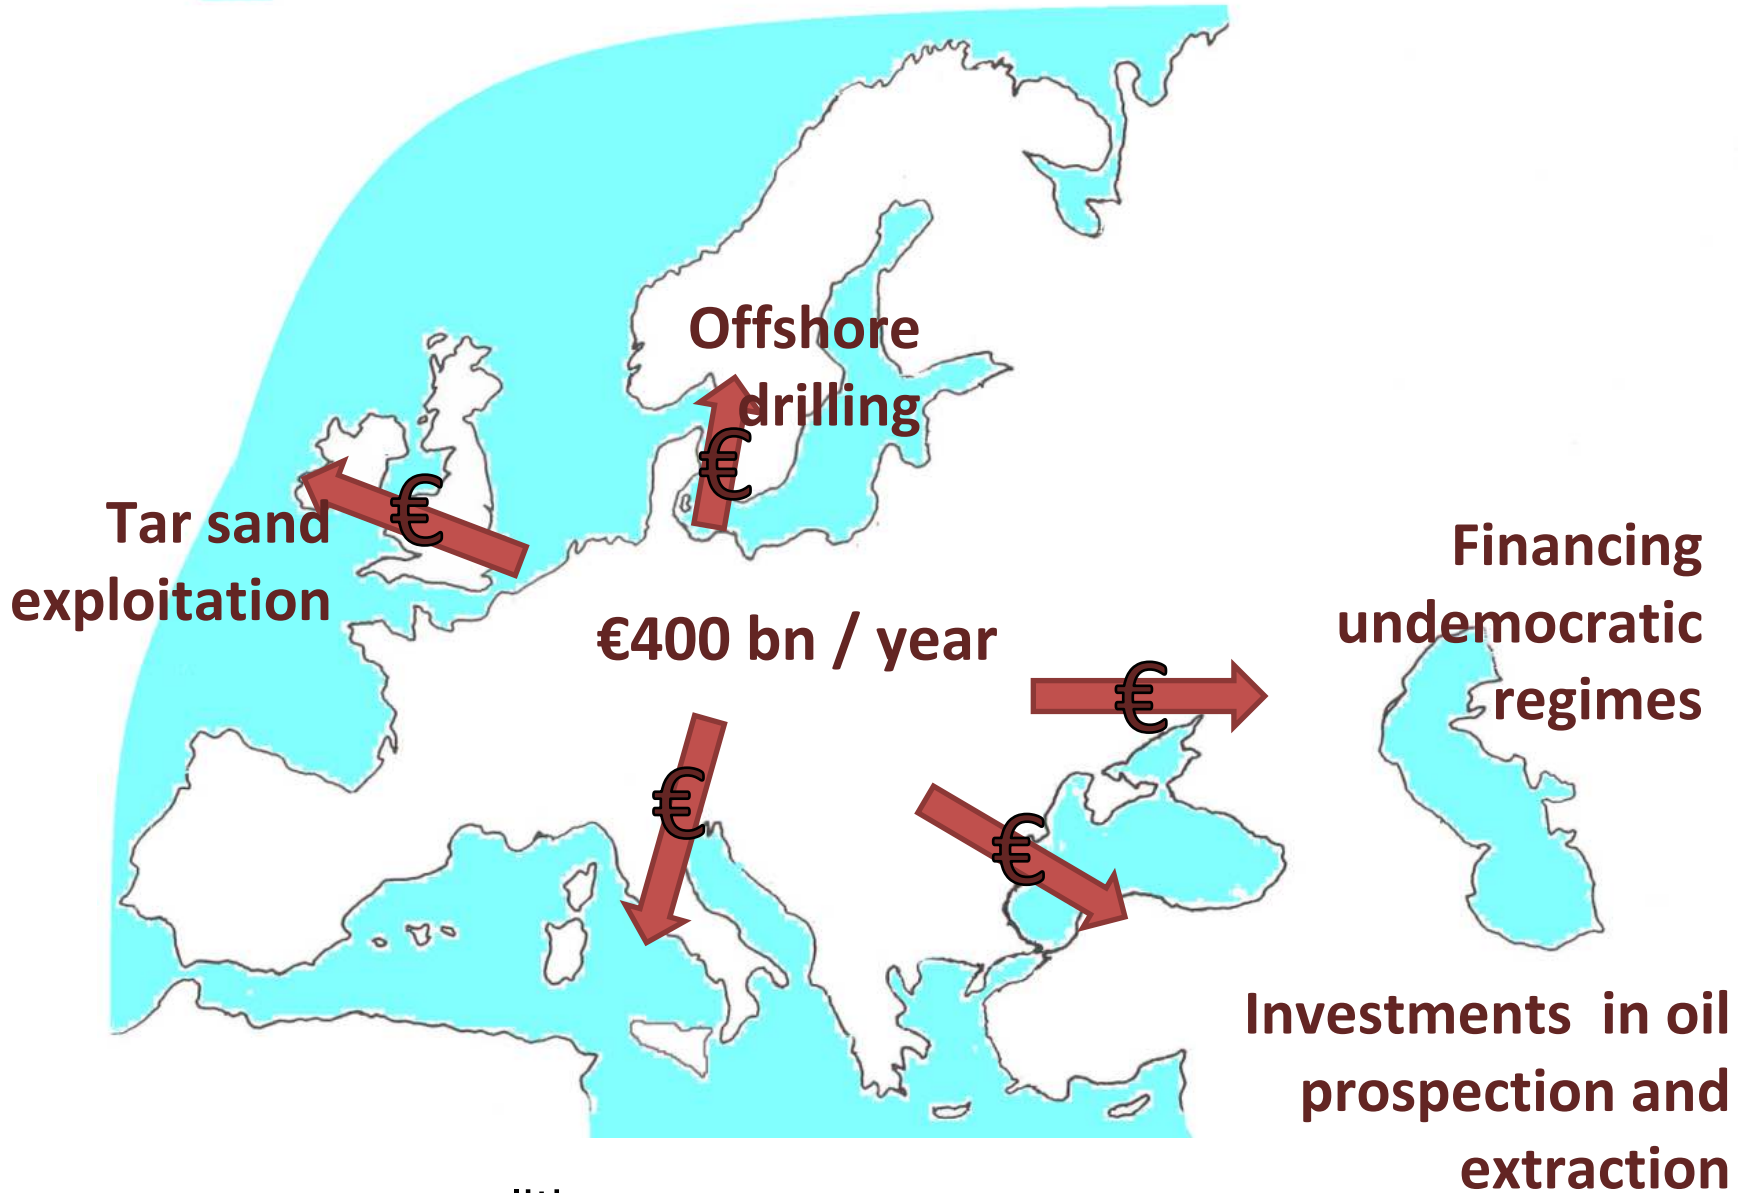 Offshore
drilling
€
€
Tar sand
exploitation
Financing
undemocratic
regimes
€400 bn / year
€
€
€
Investments in oil
prospection and
extraction